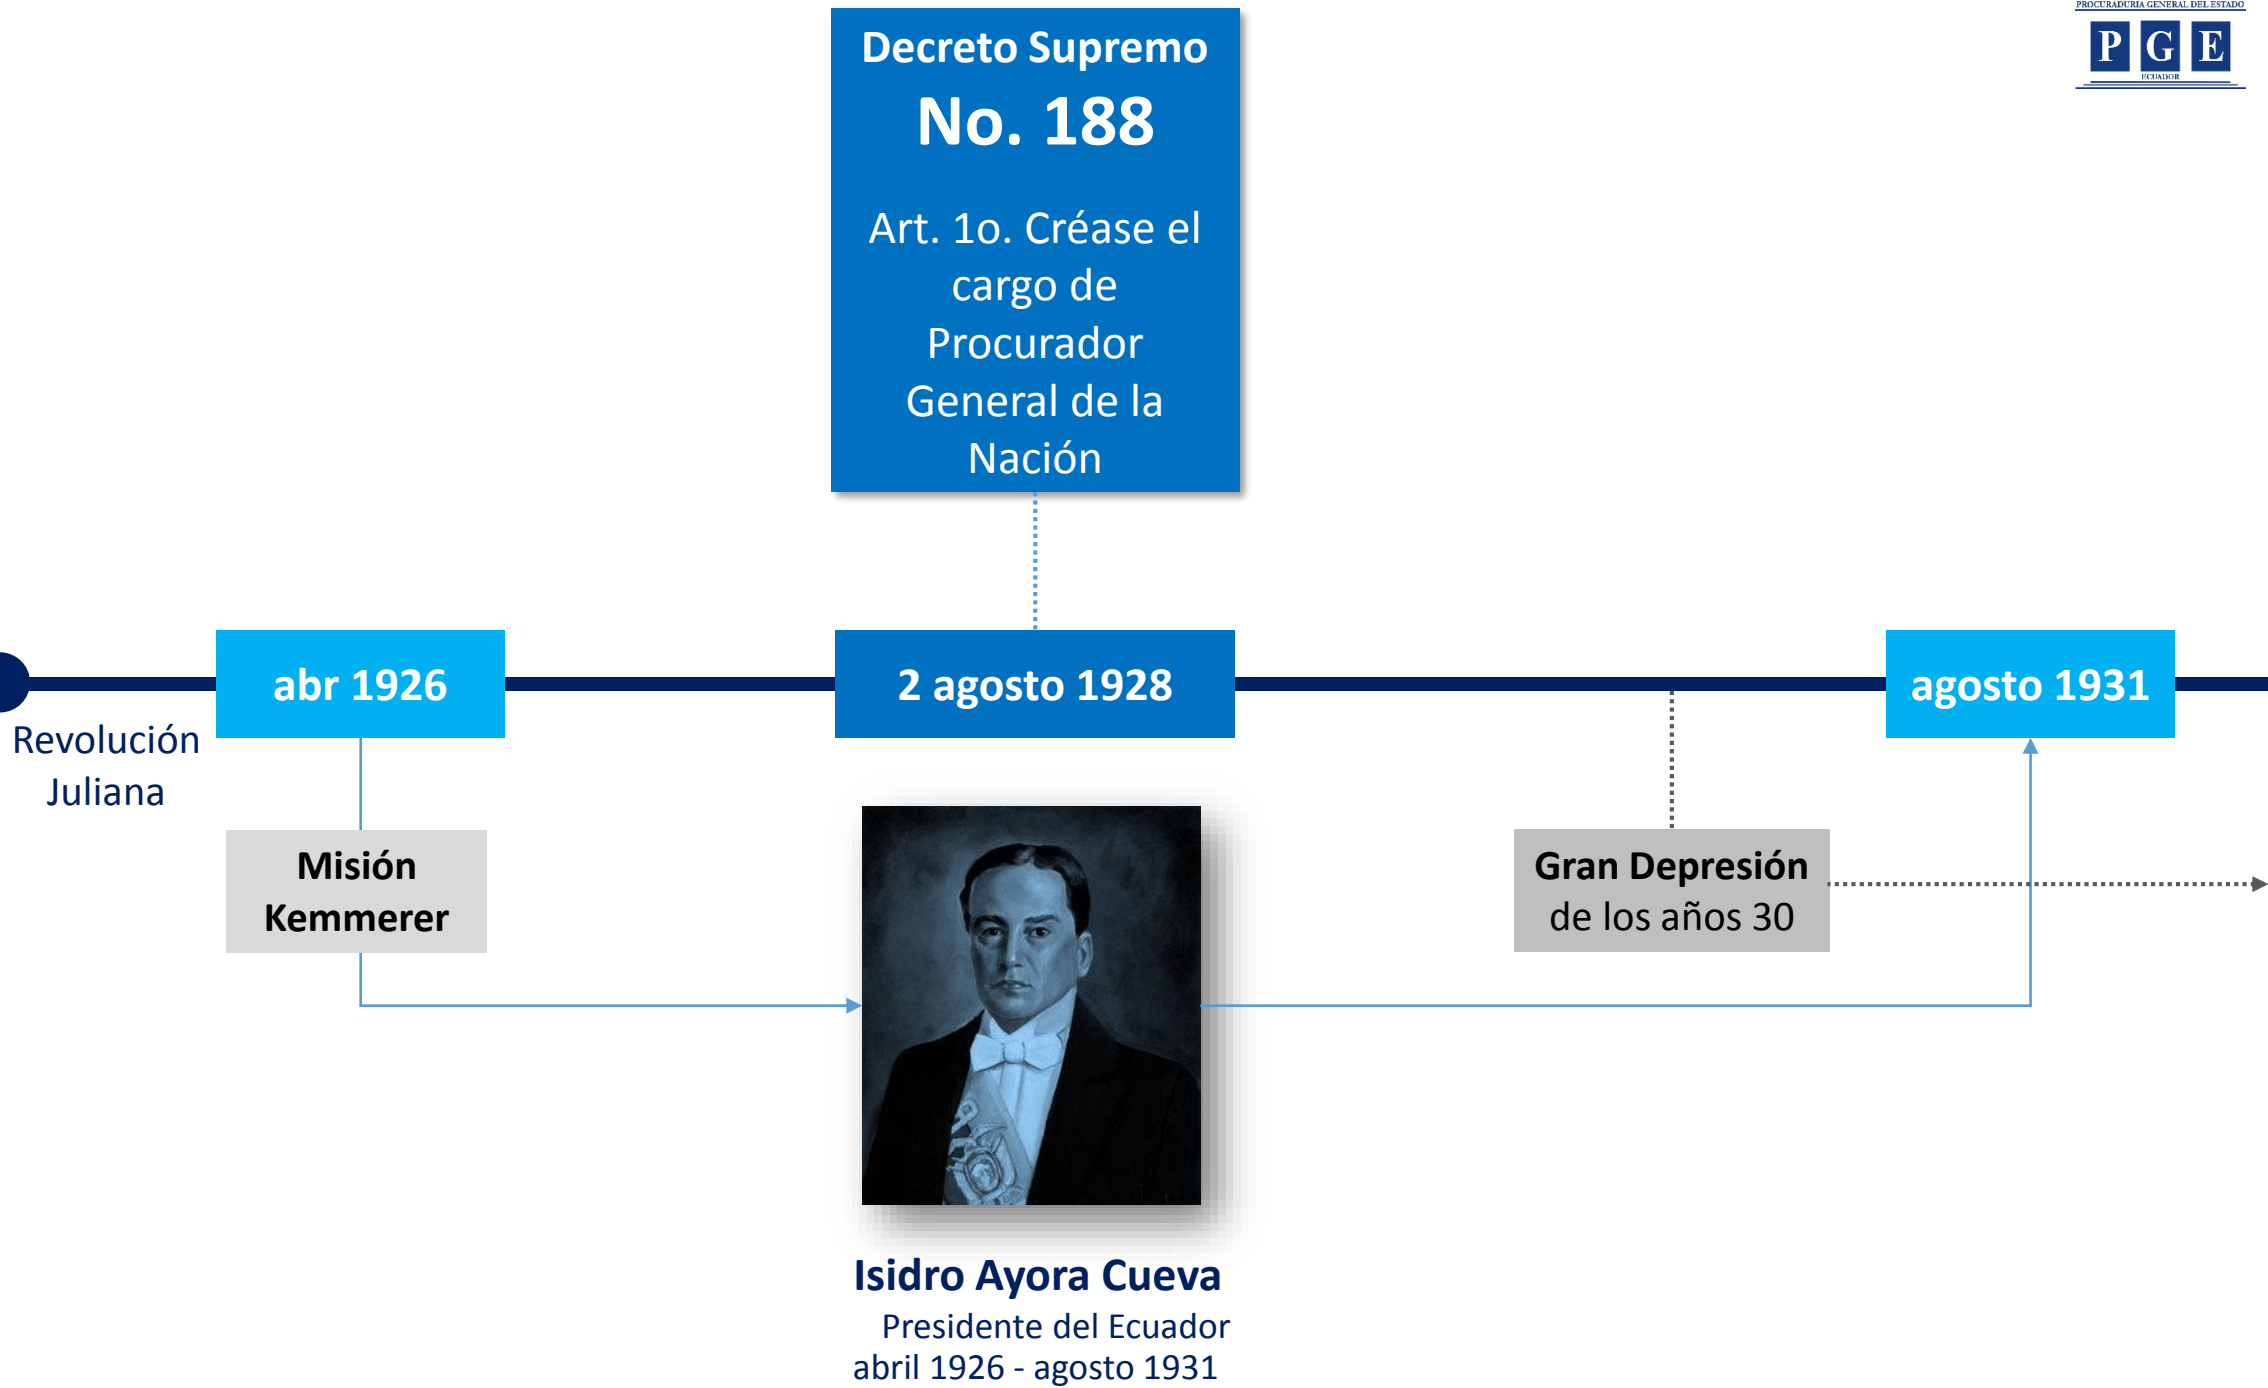 PROCURADURIA GENERAL DEL ESTADO
P G E
ECUADOR
Decreto Supremo
No. 188
Art. 1o. Créase el
cargo de
Procurador
General de la
Nación
abr 1926
2 agosto 1928
agosto 1931
Revolución
Juliana
Misión
Kemmerer
Gran Depresión
de los años 30
Isidro Ayora Cueva
Presidente del Ecuador
abril 1926 - agosto 1931